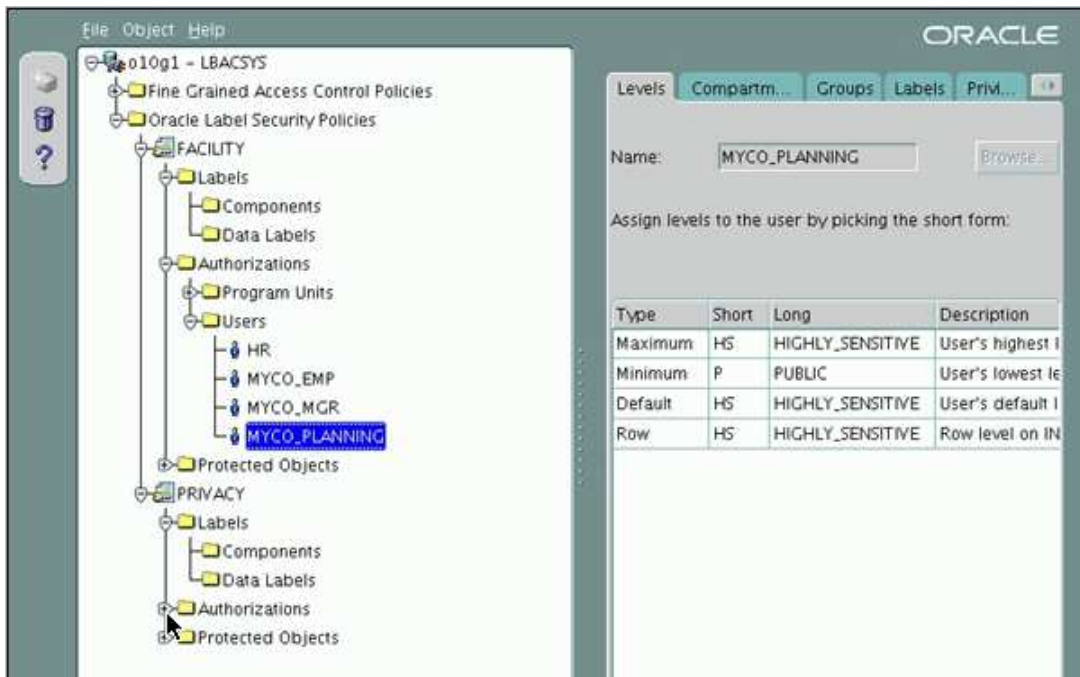 File Object Help
ORACLE
o10g1 - LBACSYS
Fine Grained Access Control Policies
Oracle Label Security Policies
FACILITY
Labels
Components
Data Labels
Authorizations
Program Units
Users
HR
MYCO_EMP
MYCO_MGR
MYCO_PLANNING
Protected Objects
PRIVACY
Labels
Components
Data Labels
Authorizations
Protected Objects
Levels Compartm... Groups Labels Privi...
Name: MYCO_PLANNING Browse...
Assign levels to the user by picking the short form:
Type Short Long Description
Maximum HS HIGHLY_SENSITIVE User's highest l
Minimum P PUBLIC User's lowest le
Default HS HIGHLY_SENSITIVE User's default l
Row HS HIGHLY_SENSITIVE Row level on IN